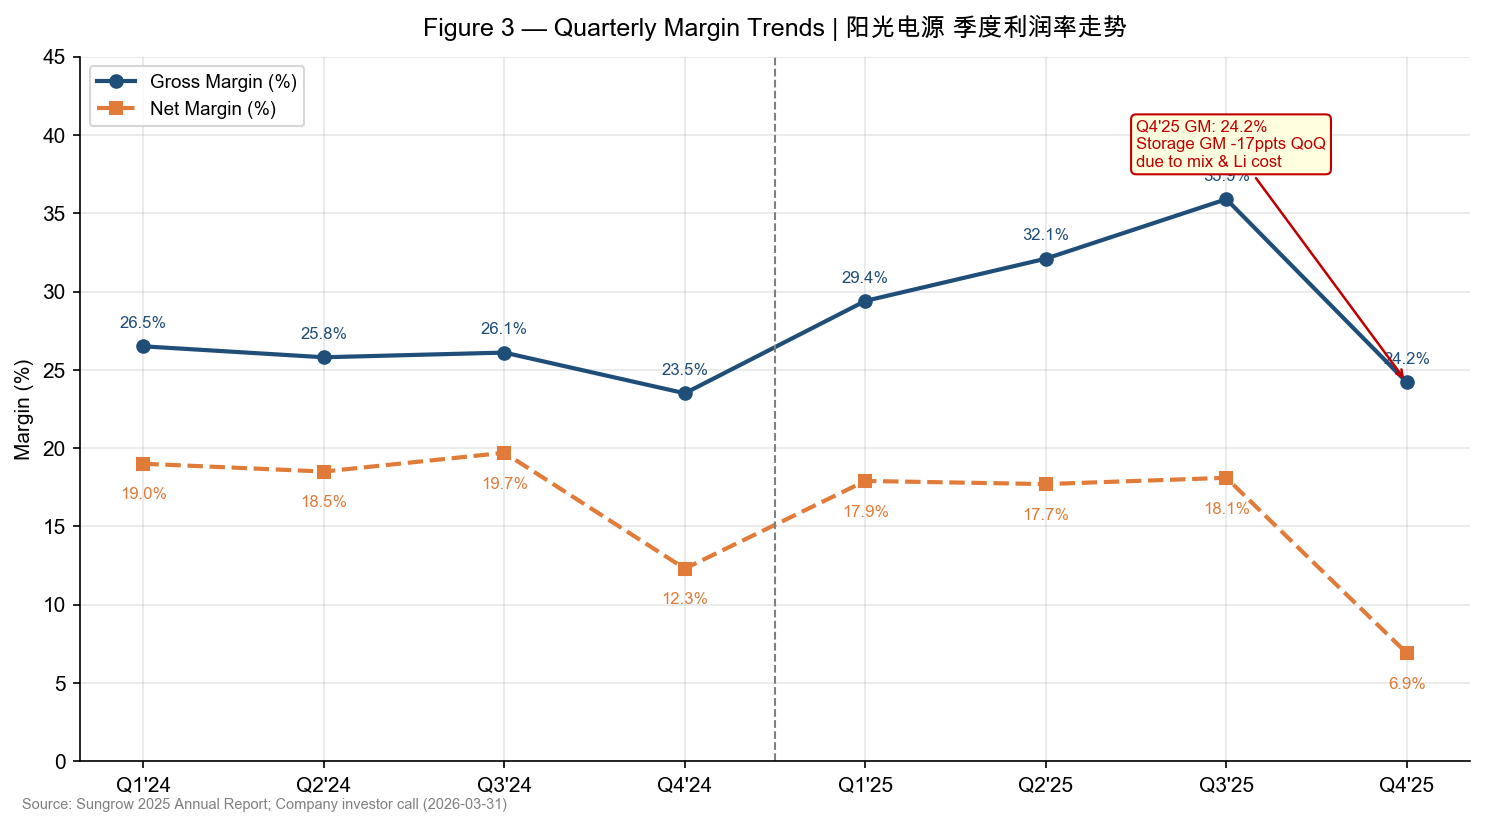 Figure 3 — Quarterly Margin Trends | 阳光电源 季度利润率走势
Gross Margin (%)
Net Margin (%)
Margin (%)
45
40
35
30
25
20
15
10
5
0
Q4'25 GM: 24.2%
Storage GM -17ppts QoQ
due to mix & Li cost
26.5%
25.8%
26.1%
23.5%
29.4%
32.1%
35.9%
24.2%
19.0%
18.5%
19.7%
12.3%
17.9%
17.7%
18.1%
6.9%
Q1'24
Q2'24
Q3'24
Q4'24
Q1'25
Q2'25
Q3'25
Q4'25
Source: Sungrow 2025 Annual Report; Company investor call (2026-03-31)